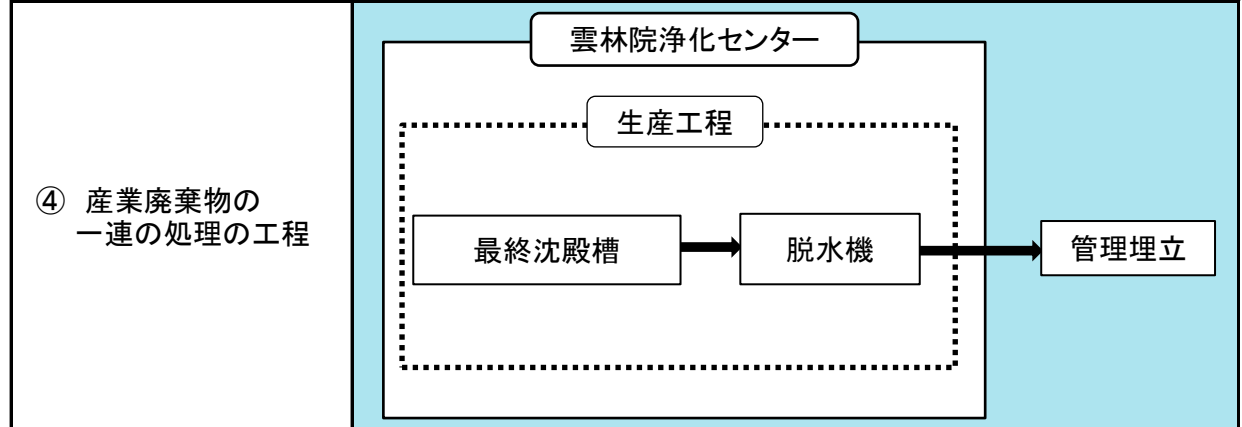 ④ 産業廃棄物の
一連の処理の工程
雲林院浄化センター
生産工程
最終沈殿槽
脱水機
管理埋立